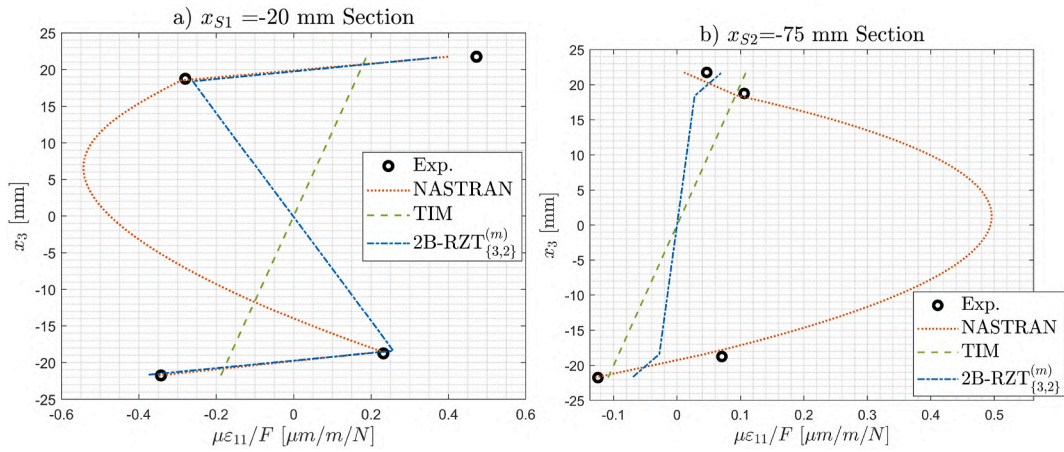 a) x_{S1} =-20 mm Section
25
20
15
10
5
0
-5
-10
-15
-20
-25
x_3 [mm]
-0.6
-0.4
-0.2
0
0.2
0.4
0.6
με_{11}/F [μm/m/N]
Exp.
NASTRAN
TIM
2B-RZT^{(m)}_{{3,2}}
b) x_{S2}=-75 mm Section
25
20
15
10
5
0
-5
-10
-15
-20
-25
x_3 [mm]
-0.1
0
0.1
0.2
0.3
0.4
0.5
με_{11}/F [μm/m/N]
Exp.
NASTRAN
TIM
2B-RZT^{(m)}_{{3,2}}